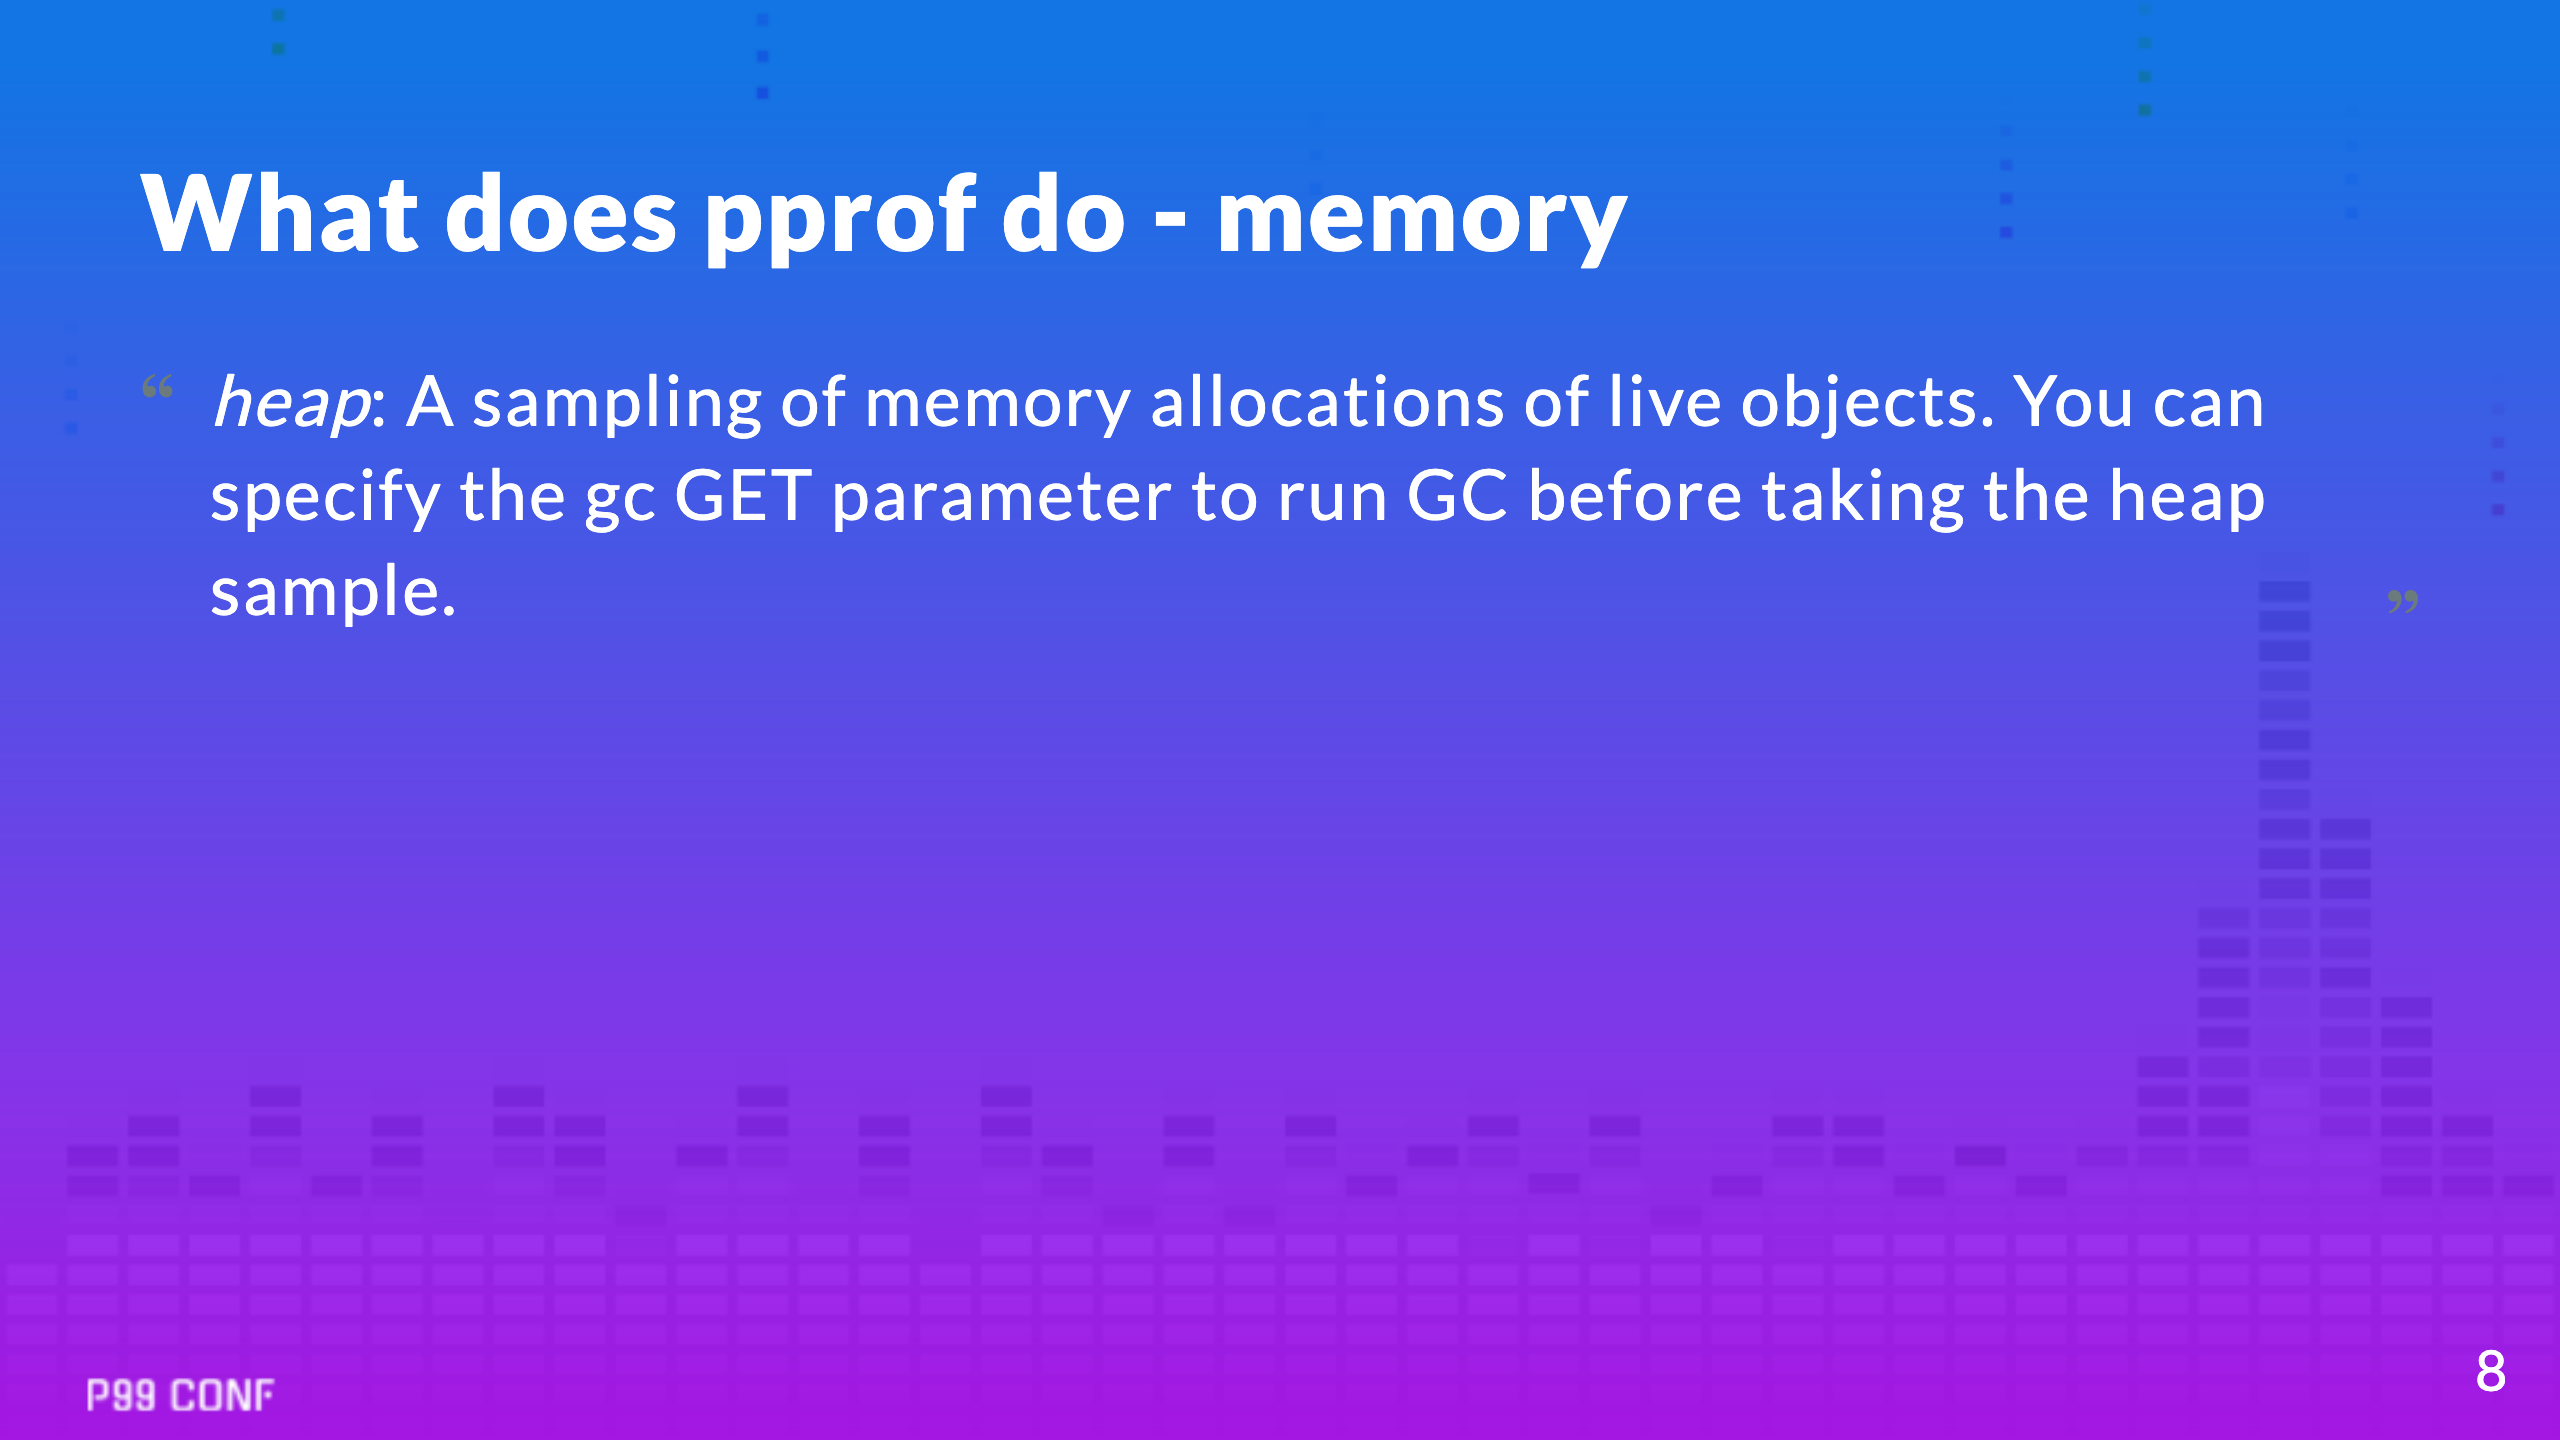 What does pprof do - memory
“ heap: A sampling of memory allocations of live objects. You can
specify the gc GET parameter to run GC before taking the heap
sample. ”
P99 CONF
8